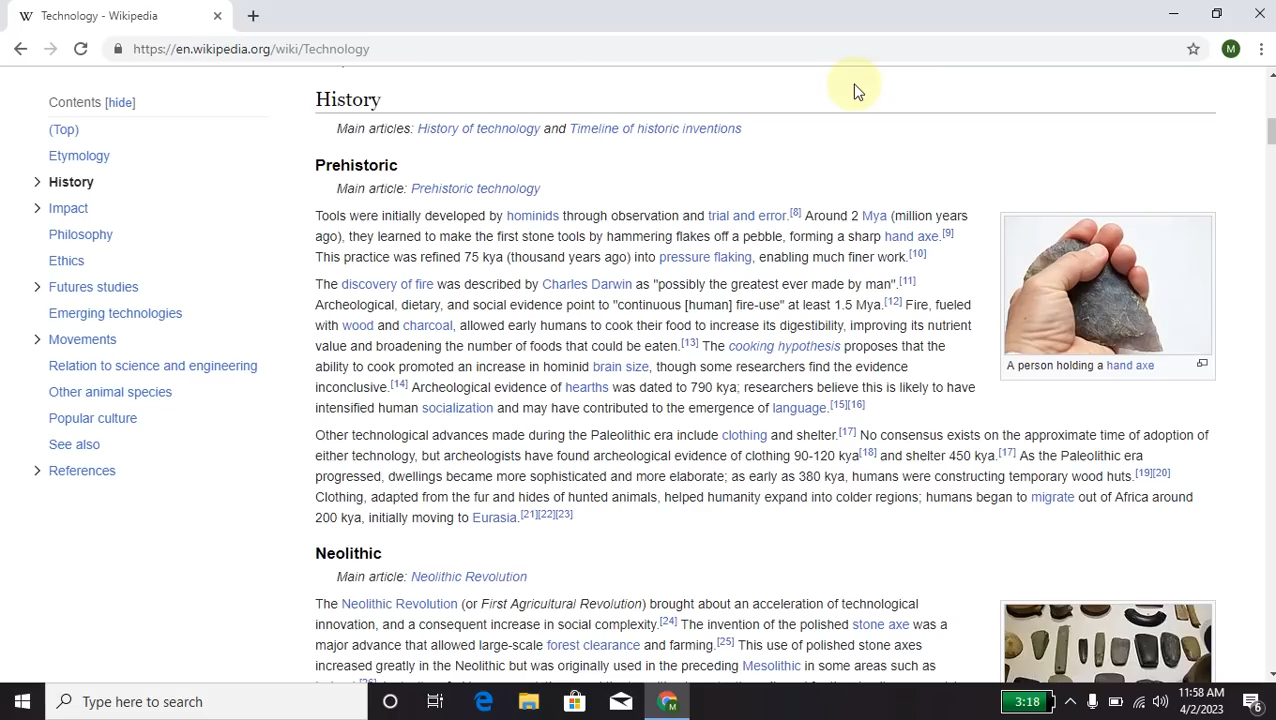 Technology - Wikipedia
https://en.wikipedia.org/wiki/Technology
M
Contents [hide]
(Top)
Etymology
History
Impact
Philosophy
Ethics
Futures studies
Emerging technologies
Movements
Relation to science and engineering
Other animal species
Popular culture
See also
References
History
Main articles: History of technology and Timeline of historic inventions
Prehistoric
Main article: Prehistoric technology
Tools were initially developed by hominids through observation and trial and error.[8] Around 2 Mya (million years
ago), they learned to make the first stone tools by hammering flakes off a pebble, forming a sharp hand axe.[9]
This practice was refined 75 kya (thousand years ago) into pressure flaking, enabling much finer work.[10]
The discovery of fire was described by Charles Darwin as "possibly the greatest ever made by man".[11]
Archeological, dietary, and social evidence point to "continuous [human] fire-use" at least 1.5 Mya.[12] Fire, fueled
with wood and charcoal, allowed early humans to cook their food to increase its digestibility, improving its nutrient
value and broadening the number of foods that could be eaten.[13] The cooking hypothesis proposes that the
ability to cook promoted an increase in hominid brain size, though some researchers find the evidence
inconclusive.[14] Archeological evidence of hearths was dated to 790 kya; researchers believe this is likely to have
intensified human socialization and may have contributed to the emergence of language.[15][16]
A person holding a hand axe
Other technological advances made during the Paleolithic era include clothing and shelter.[17] No consensus exists on the approximate time of adoption of
either technology, but archeologists have found archeological evidence of clothing 90-120 kya[18] and shelter 450 kya.[17] As the Paleolithic era
progressed, dwellings became more sophisticated and more elaborate; as early as 380 kya, humans were constructing temporary wood huts.[19][20]
Clothing, adapted from the fur and hides of hunted animals, helped humanity expand into colder regions; humans began to migrate out of Africa around
200 kya, initially moving to Eurasia.[21][22][23]
Neolithic
Main article: Neolithic Revolution
The Neolithic Revolution (or First Agricultural Revolution) brought about an acceleration of technological
innovation, and a consequent increase in social complexity.[24] The invention of the polished stone axe was a
major advance that allowed large-scale forest clearance and farming.[25] This use of polished stone axes
increased greatly in the Neolithic but was originally used in the preceding Mesolithic in some areas such as
Type here to search
3:18
11:58 AM
4/2/2023
6